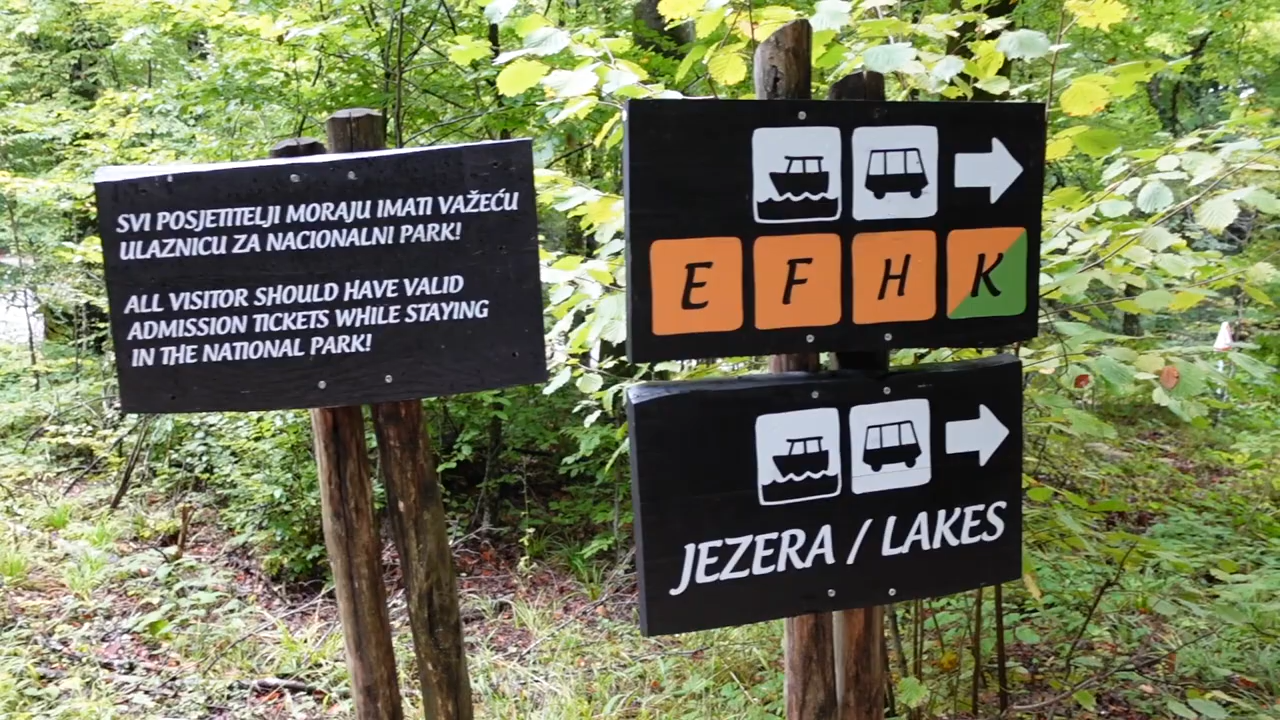 SVI POSJETITELJI MORAJU IMATI VAŽEĆU
ULAZNICU ZA NACIONALNI PARK!
ALL VISITOR SHOULD HAVE VALID
ADMISSION TICKETS WHILE STAYING
IN THE NATIONAL PARK!
E F H K
JEZERA / LAKES